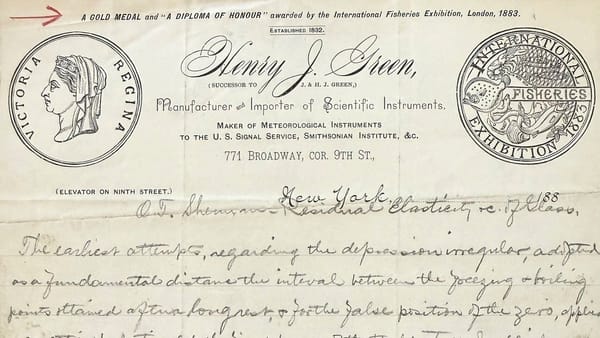 A GOLD MEDAL and "A DIPLOMA OF HONOUR" awarded by the International Fisheries Exhibition, London, 1883.
ESTABLISHED 1832.
VICTORIA REGINA
Henry J. Green,
(SUCCESSOR TO J. & H. J. GREEN,)
Manufacturer and Importer of Scientific Instruments.
MAKER OF METEOROLOGICAL INSTRUMENTS
TO THE U. S. SIGNAL SERVICE, SMITHSONIAN INSTITUTE, &C.
771 BROADWAY, COR. 9TH ST.,
INTERNATIONAL FISHERIES EXHIBITION 1883
(ELEVATOR ON NINTH STREET.)
New York, 188
O.T. Sherman - Residual Elasticity &c. of Glass.
The earliest attempts, regarding the depression irregular, adopted
as a fundamental distance the interval between the freezing & boiling
points attained after a long rest, & for the false position of the zero, applied